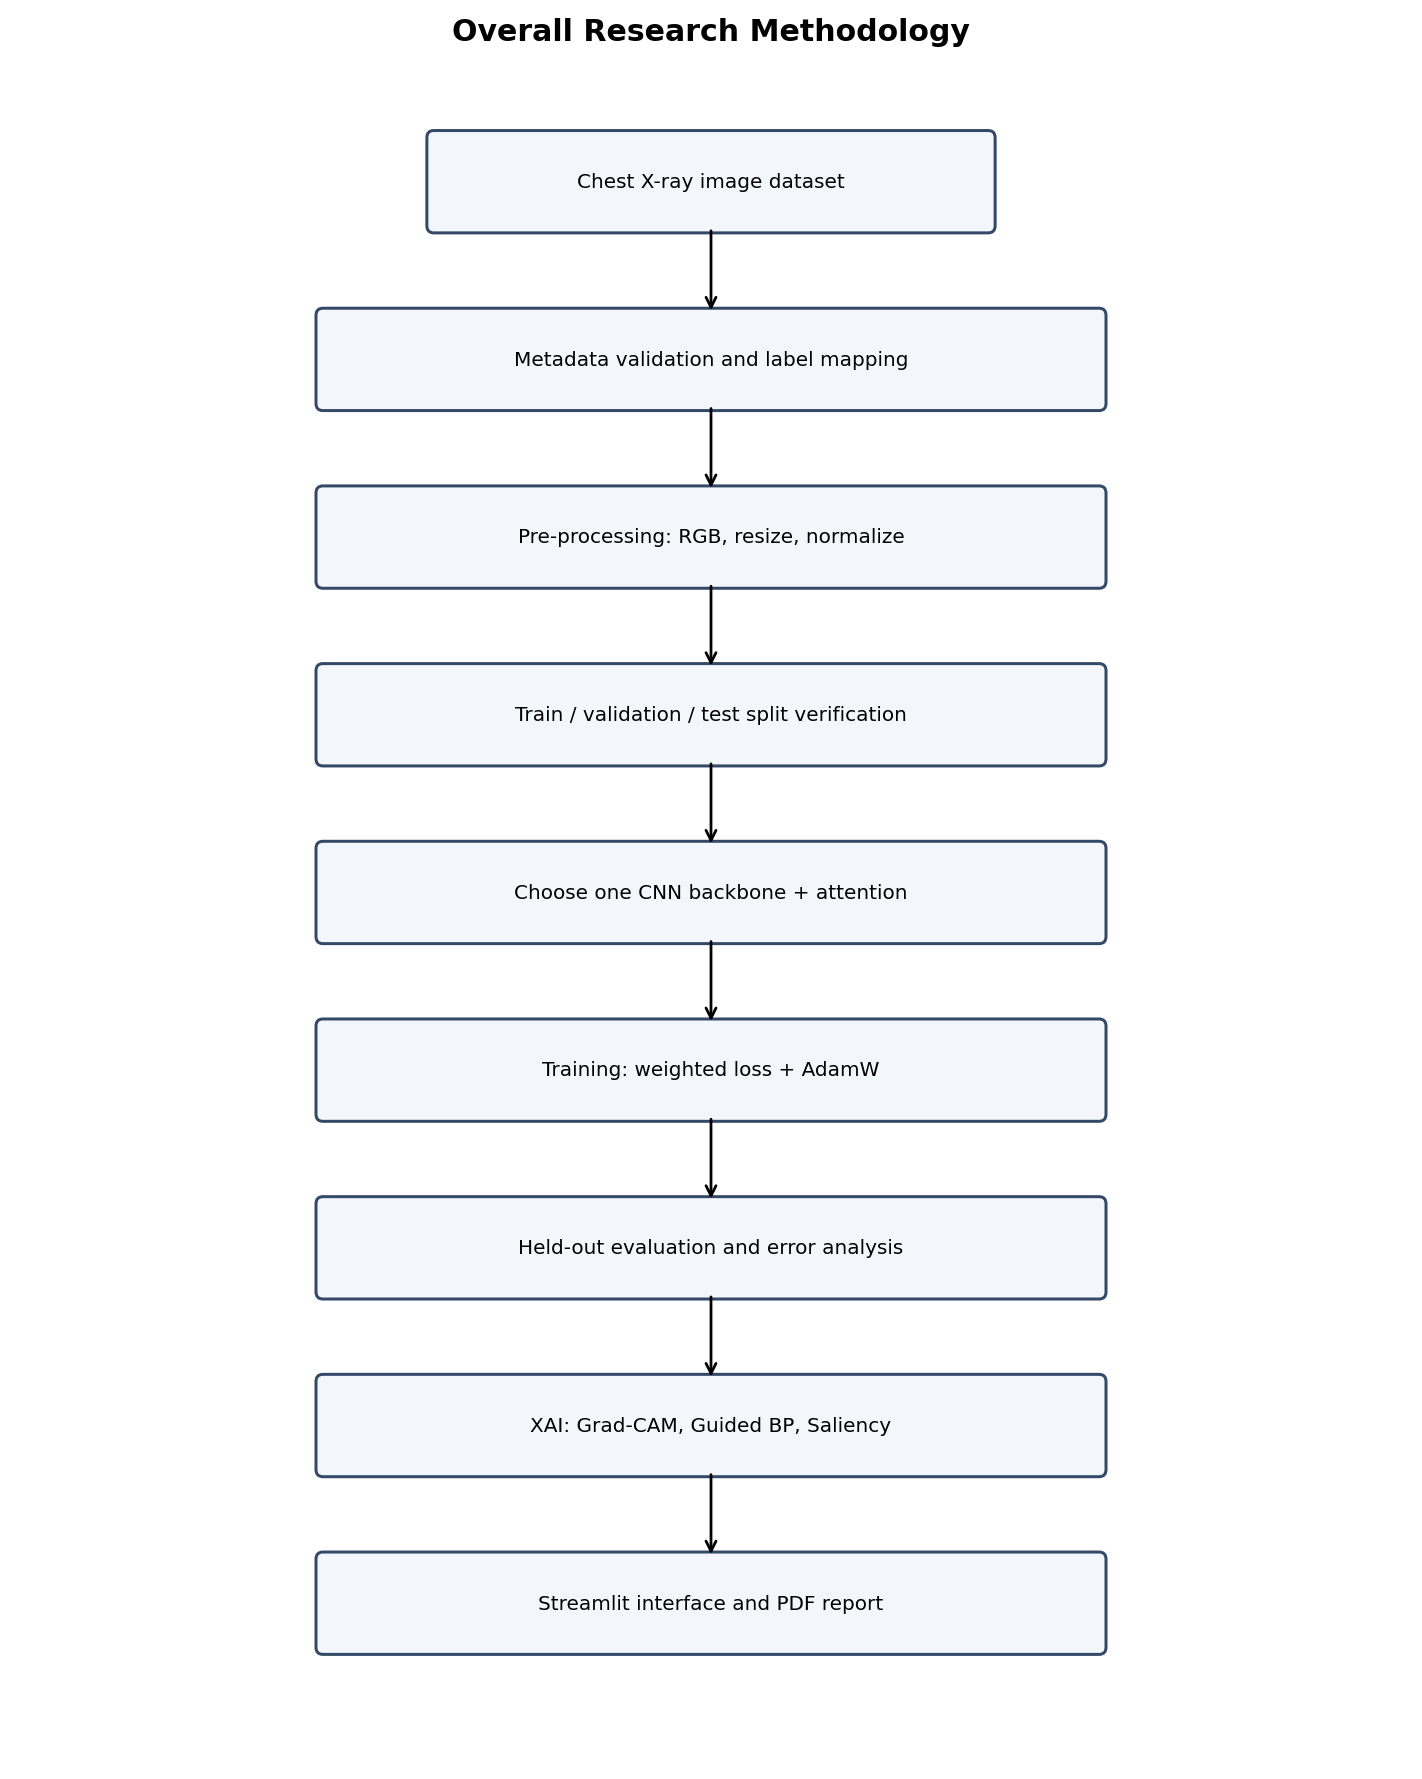 Overall Research Methodology
Chest X-ray image dataset
Metadata validation and label mapping
Pre-processing: RGB, resize, normalize
Train / validation / test split verification
Choose one CNN backbone + attention
Training: weighted loss + AdamW
Held-out evaluation and error analysis
XAI: Grad-CAM, Guided BP, Saliency
Streamlit interface and PDF report